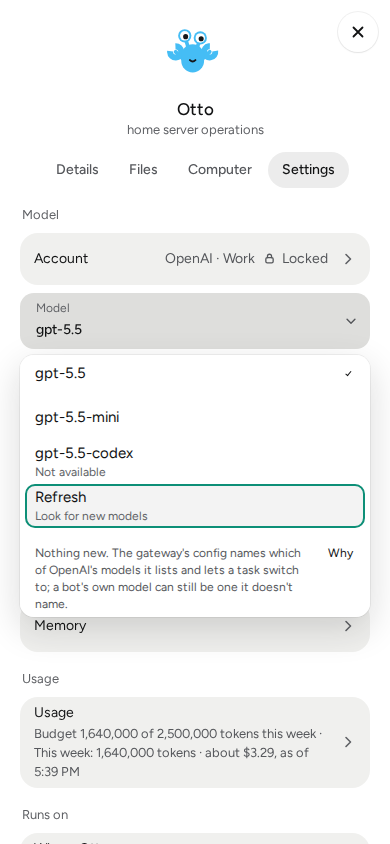 Otto
home server operations
Details
Files
Computer
Settings
Model
Account
OpenAI · Work
Locked
Model
gpt-5.5
gpt-5.5
gpt-5.5-mini
gpt-5.5-codex
Not available
Refresh
Look for new models
Nothing new. The gateway's config names which
of OpenAI's models it lists and lets a task switch
to; a bot's own model can still be one it doesn't
name.
Why
Memory
Usage
Usage
Budget 1,640,000 of 2,500,000 tokens this week ·
This week: 1,640,000 tokens · about $3.29, as of
5:39 PM
Runs on